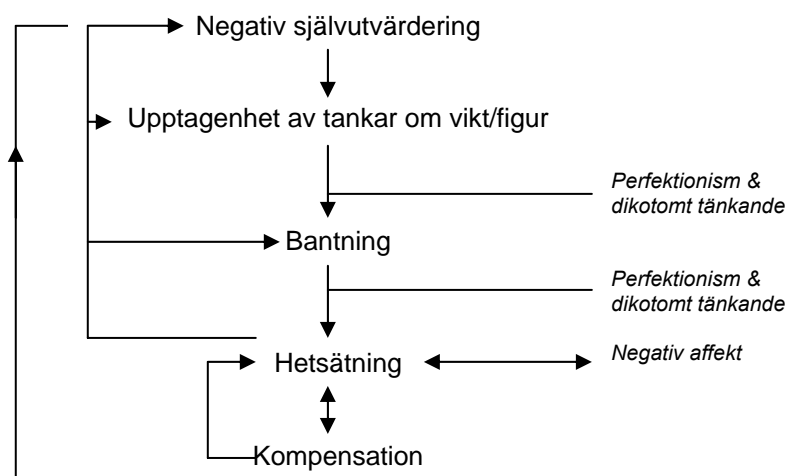 Negativ självutvärdering
Upptagenhet av tankar om vikt/figur
Perfektionism &
dikotomt tänkande
Bantning
Perfektionism &
dikotomt tänkande
Hetsätning
Negativ affekt
Kompensation